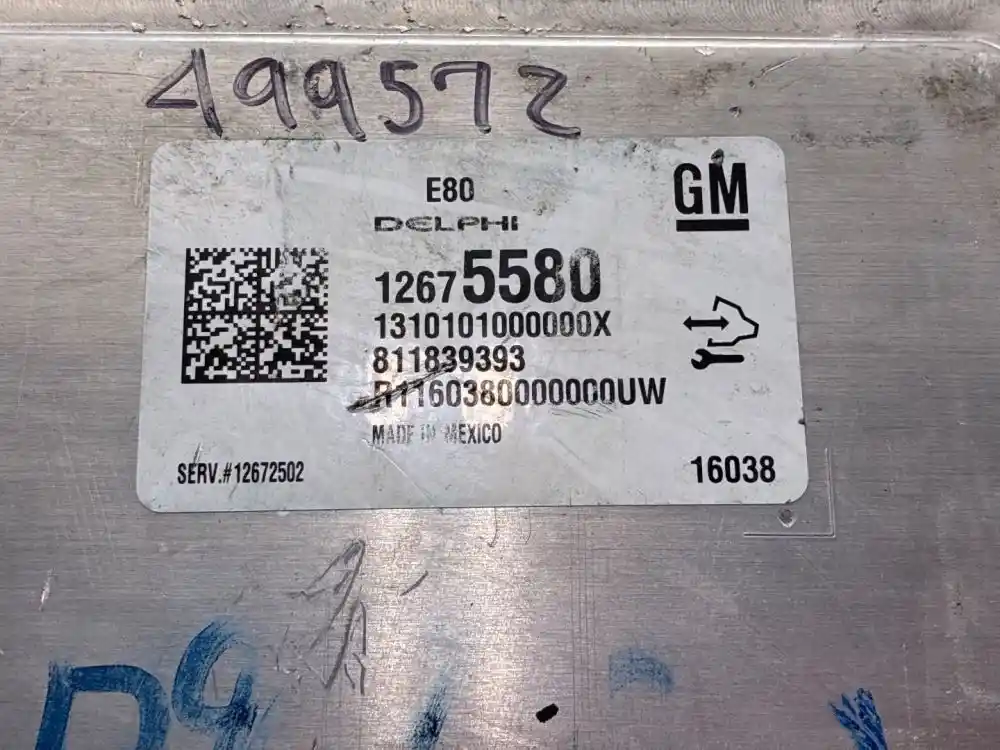 499572
E80
GM
DELPHI
12675580
1310101000000X
811839393
R1160380000000UW
MADE IN MEXICO
SERV.#12672502
16038